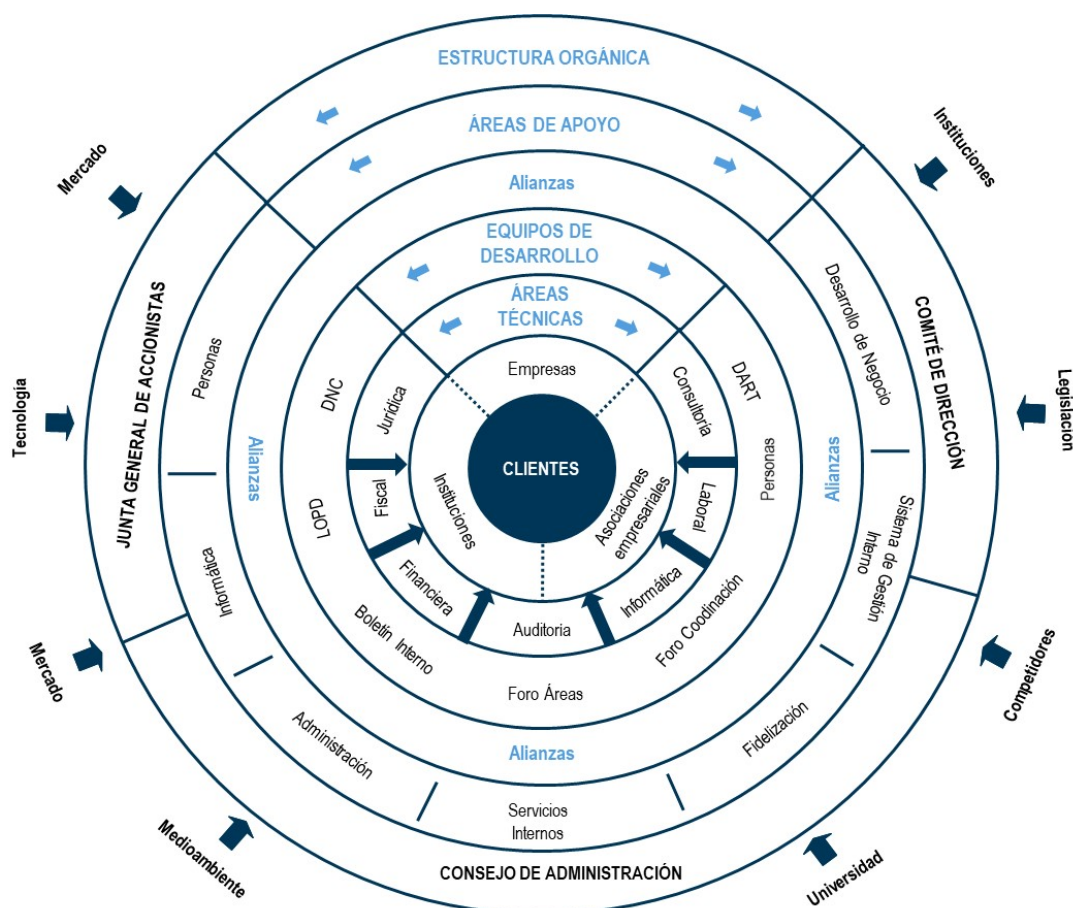 ESTRUCTURA ORGÁNICA
ÁREAS DE APOYO
Alianzas
EQUIPOS DE
DESARROLLO
ÁREAS
TÉCNICAS
Empresas
CLIENTES
Instituciones
Asociaciones
empresariales
Jurídica
Fiscal
Financiera
Auditoria
Informática
Laboral
Consultoría
DNC
LOPD
Boletín Interno
Foro Áreas
Foro Coodinación
Personas
DART
Alianzas
Alianzas
Alianzas
Personas
Informática
Administración
Servicios
Internos
Fidelización
Sistema de Gestión
Interno
Desarrollo de Negocio
JUNTA GENERAL DE ACCIONISTAS
COMITÉ DE DIRECCIÓN
CONSEJO DE ADMINISTRACIÓN
Mercado
Tecnologia
Mercado
Medioambiente
Universidad
Competidores
Legislacion
Instituciones